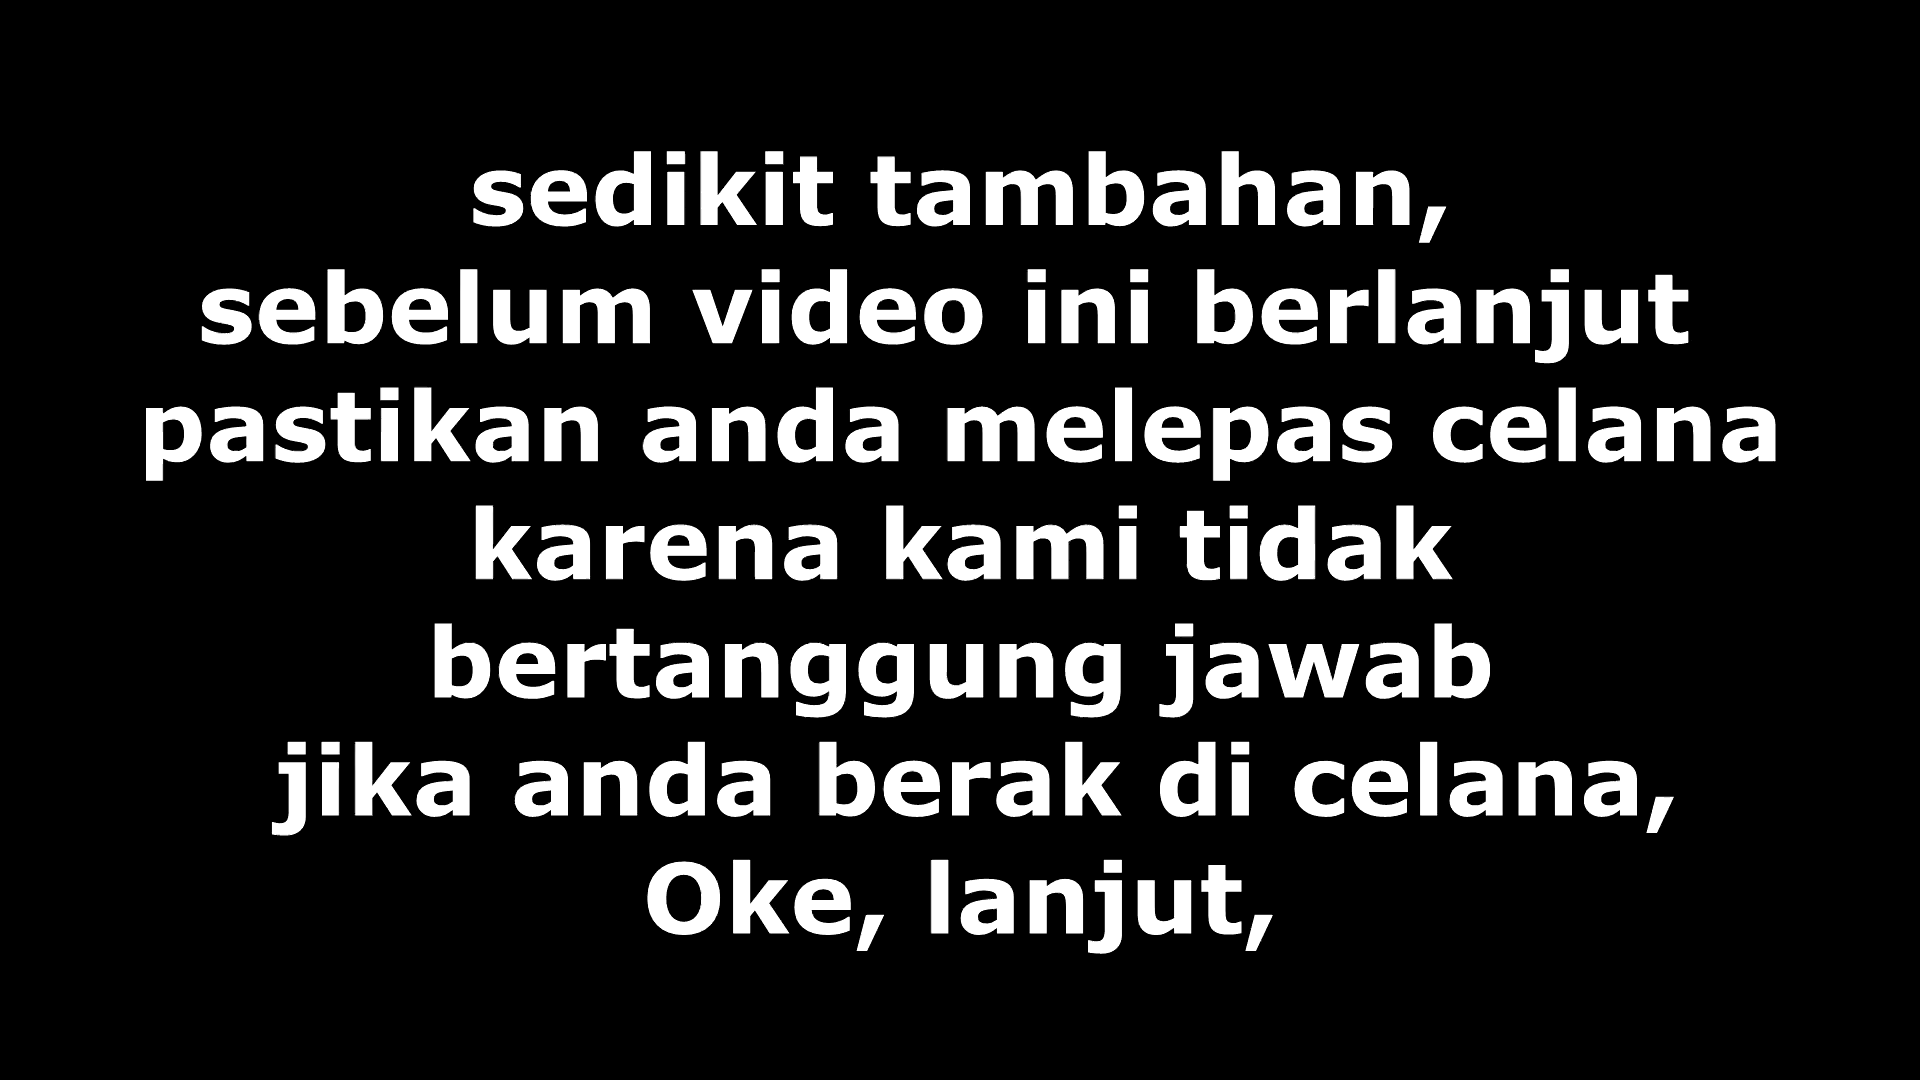 sedikit tambahan,
sebelum video ini berlanjut
pastikan anda melepas celana
karena kami tidak
bertanggung jawab
jika anda berak di celana,
Oke, lanjut,